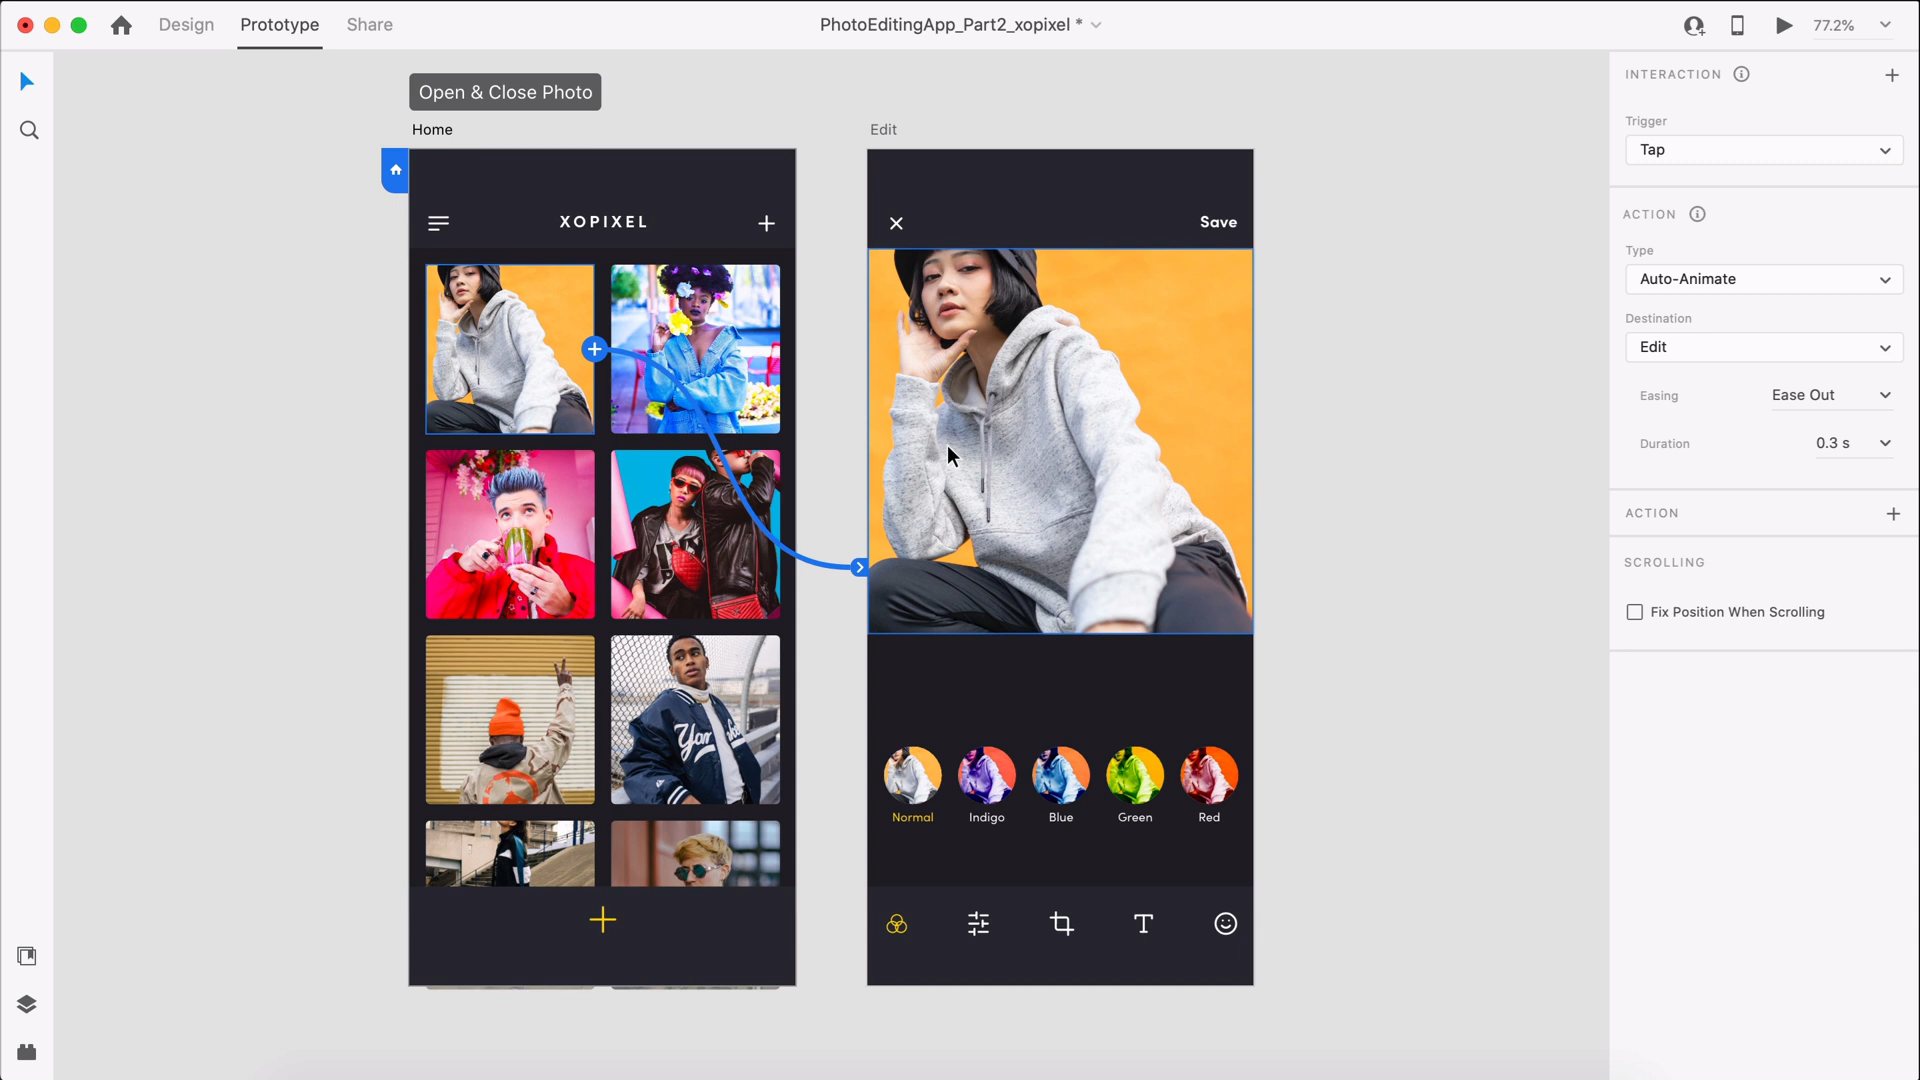 Design Prototype Share
PhotoEditingApp_Part2_xopixel *
77.2%
Open & Close Photo
Home
Edit
XOPIXEL
Save
Normal
Indigo
Blue
Green
Red
INTERACTION
Trigger
Tap
ACTION
Type
Auto-Animate
Destination
Edit
Easing
Ease Out
Duration
0.3 s
ACTION
SCROLLING
Fix Position When Scrolling